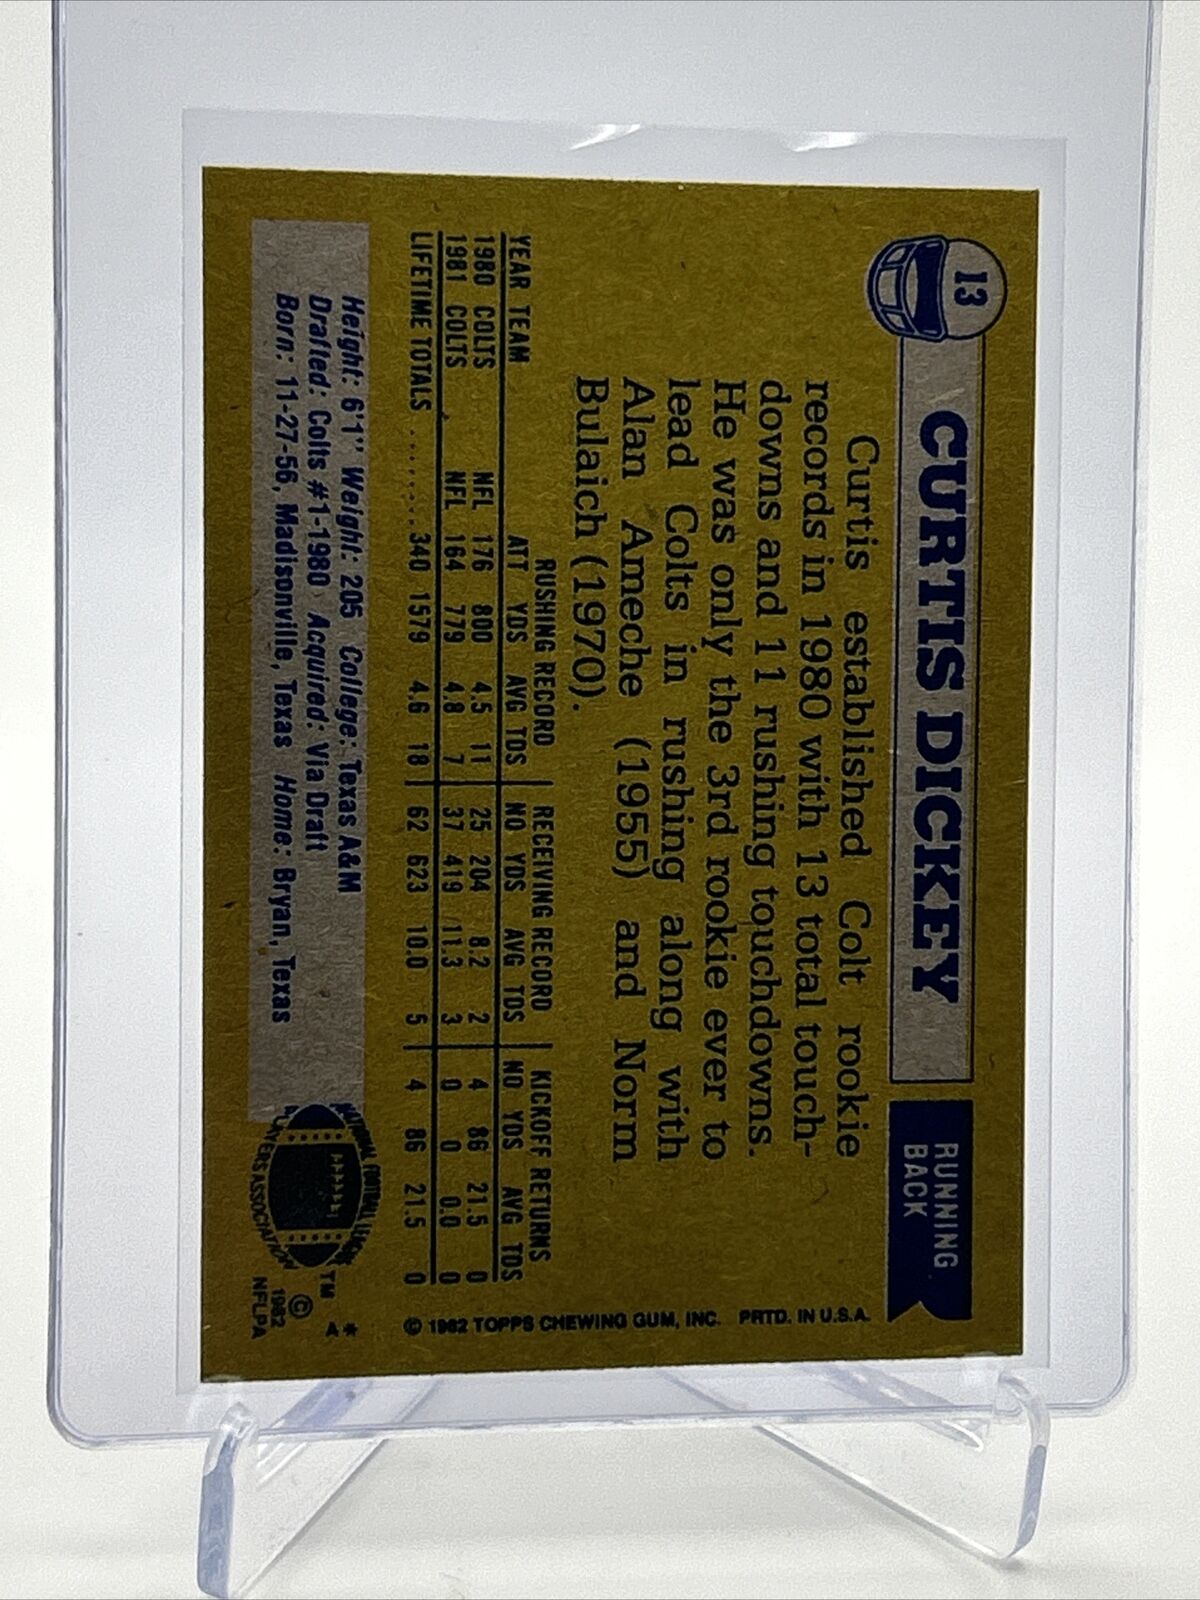 13
CURTIS DICKEY
RUNNING
BACK
Curtis established Colt rookie
records in 1980 with 13 total touch-
downs and 11 rushing touchdowns.
He was only the 3rd rookie ever to
lead Colts in rushing along with
Alan Ameche (1955) and Norm
Bulaich (1970).
RUSHING RECORD RECEIVING RECORD KICKOFF RETURNS
YEAR TEAM ATT YDS AVG TDS NO YDS AVG TDS NO YDS AVG TDS
1980 COLTS NFL 176 800 4.5 11 25 204 8.2 2 4 86 21.5 0
1981 COLTS NFL 164 779 4.8 7 37 419 11.3 3 0 0 0.0 0
LIFETIME TOTALS ....... 340 1579 4.6 18 62 623 10.0 5 4 86 21.5 0
Height: 6'1" Weight: 205 College: Texas A&M
Drafted: Colts #1-1980 Acquired: Via Draft
Born: 11-27-56, Madisonville, Texas Home: Bryan, Texas
NATIONAL FOOTBALL LEAGUE
PLAYERS ASSOCIATION
TM
© 1982
NFLPA
A*
© 1982 TOPPS CHEWING GUM, INC. PRTD. IN U.S.A.